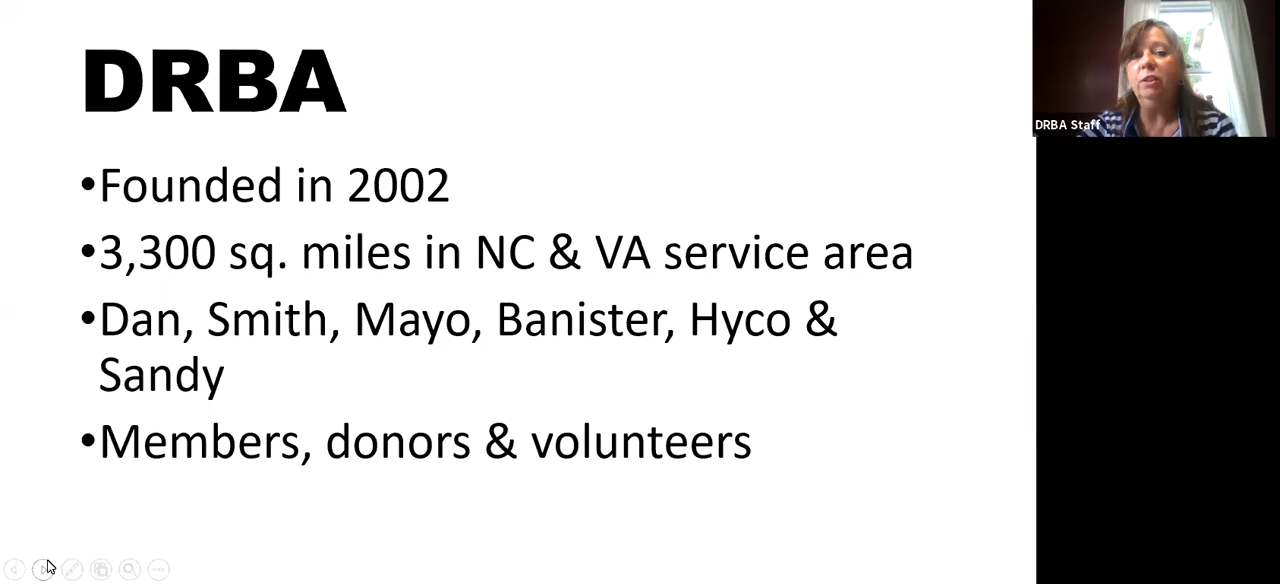 DRBA
•Founded in 2002
•3,300 sq. miles in NC & VA service area
•Dan, Smith, Mayo, Banister, Hyco &
Sandy
•Members, donors & volunteers
DRBA Staff